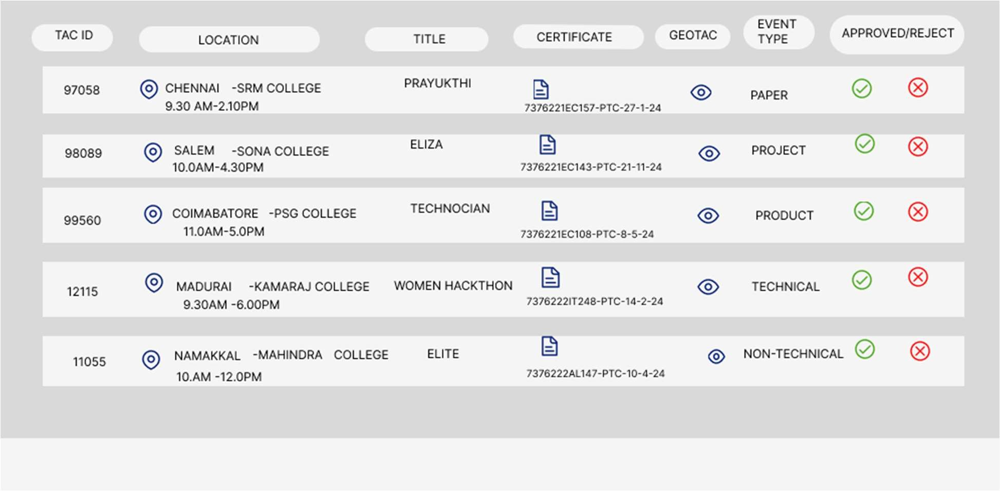 TAC ID
LOCATION
TITLE
CERTIFICATE
GEOTAC
EVENT
TYPE
APPROVED/REJECT
97058
CHENNAI -SRM COLLEGE
9.30 AM-2.10PM
PRAYUKTHI
7376221EC157-PTC-27-1-24
PAPER
98089
SALEM -SONA COLLEGE
10.0AM-4.30PM
ELIZA
7376221EC143-PTC-21-11-24
PROJECT
99560
COIMABATORE -PSG COLLEGE
11.0AM-5.0PM
TECHNOCIAN
7376221EC108-PTC-8-5-24
PRODUCT
12115
MADURAI -KAMARAJ COLLEGE
9.30AM -6.00PM
WOMEN HACKTHON
7376222IT248-PTC-14-2-24
TECHNICAL
11055
NAMAKKAL -MAHINDRA COLLEGE
10.AM -12.0PM
ELITE
7376222AL147-PTC-10-4-24
NON-TECHNICAL